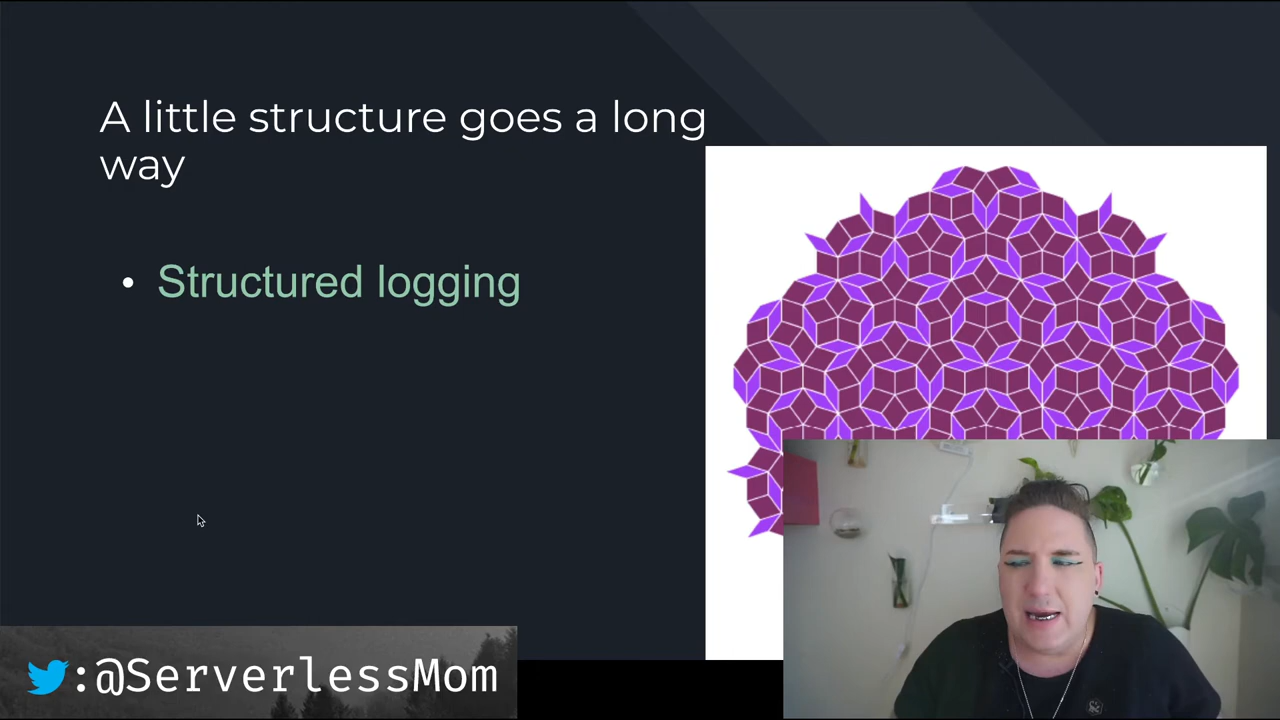 A little structure goes a long
way
• Structured logging
:@ServerlessMom